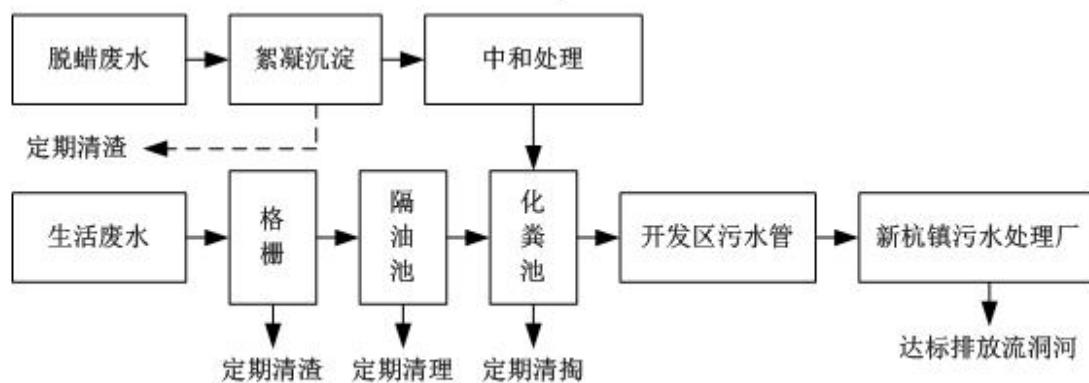 脱蜡废水
絮凝沉淀
中和处理
定期清渣
生活废水
格栅
隔油池
化粪池
开发区污水管
新杭镇污水处理厂
定期清渣
定期清理
定期清掏
达标排放流洞河